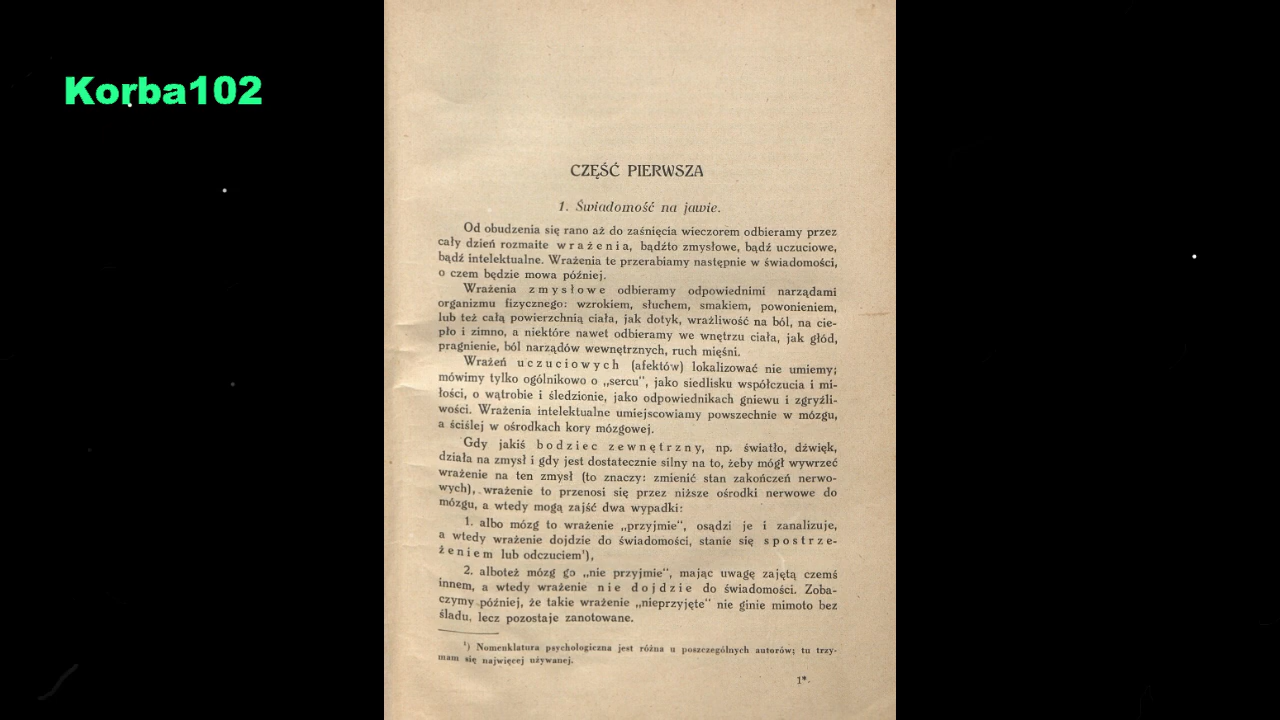 Korba102
CZĘŚĆ PIERWSZA
1. Świadomość na jawie.
Od obudzenia się rano aż do zaśnięcia wieczorem odbieramy przez
cały dzień rozmaite wrażenia, bądźto zmysłowe, bądź uczuciowe,
bądź intelektualne. Wrażenia te przerabiamy następnie w świadomości,
o czem będzie mowa później.
Wrażenia zmysłowe odbieramy odpowiednimi narządami
organizmu fizycznego: wzrokiem, słuchem, smakiem, powonieniem,
lub też całą powierzchnią ciała, jak dotyk, wrażliwość na ból, na cie-
pło i zimno, a niektóre nawet odbieramy we wnętrzu ciała, jak głód,
pragnienie, ból narządów wewnętrznych, ruch mięśni.
Wrażeń uczuciowych (afektów) lokalizować nie umiemy;
mówimy tylko ogólnikowo o „sercu", jako siedlisku współczucia i mi-
łości, o wątrobie i śledzionie, jako odpowiednikach gniewu i zgryźli-
wości. Wrażenia intelektualne umiejscowiamy powszechnie w mózgu,
a ściślej w ośrodkach kory mózgowej.
Gdy jakiś bodziec zewnętrzny, np. światło, dźwięk,
działa na zmysł i gdy jest dostatecznie silny na to, żeby mógł wywrzeć
wrażenie na ten zmysł (to znaczy: zmienić stan zakończeń nerwo-
wych), wrażenie to przenosi się przez niższe ośrodki nerwowe do
mózgu, a wtedy mogą zajść dwa wypadki:
1. albo mózg to wrażenie „przyjmie", osądzi je i zanalizuje,
a wtedy wrażenie dojdzie do świadomości, stanie się spostrze-
żeniem lub odczuciem¹),
2. alboteż mózg go „nie przyjmie", mając uwagę zajętą czemś
innem, a wtedy wrażenie nie dojdzie do świadomości. Zoba-
czymy później, że takie wrażenie „nieprzyjęte" nie ginie mimoto bez
śladu, lecz pozostaje zanotowane.
¹) Nomenklatura psychologiczna jest różna u poszczególnych autorów; tu trzy-
mam się najwięcej używanej.
1*.